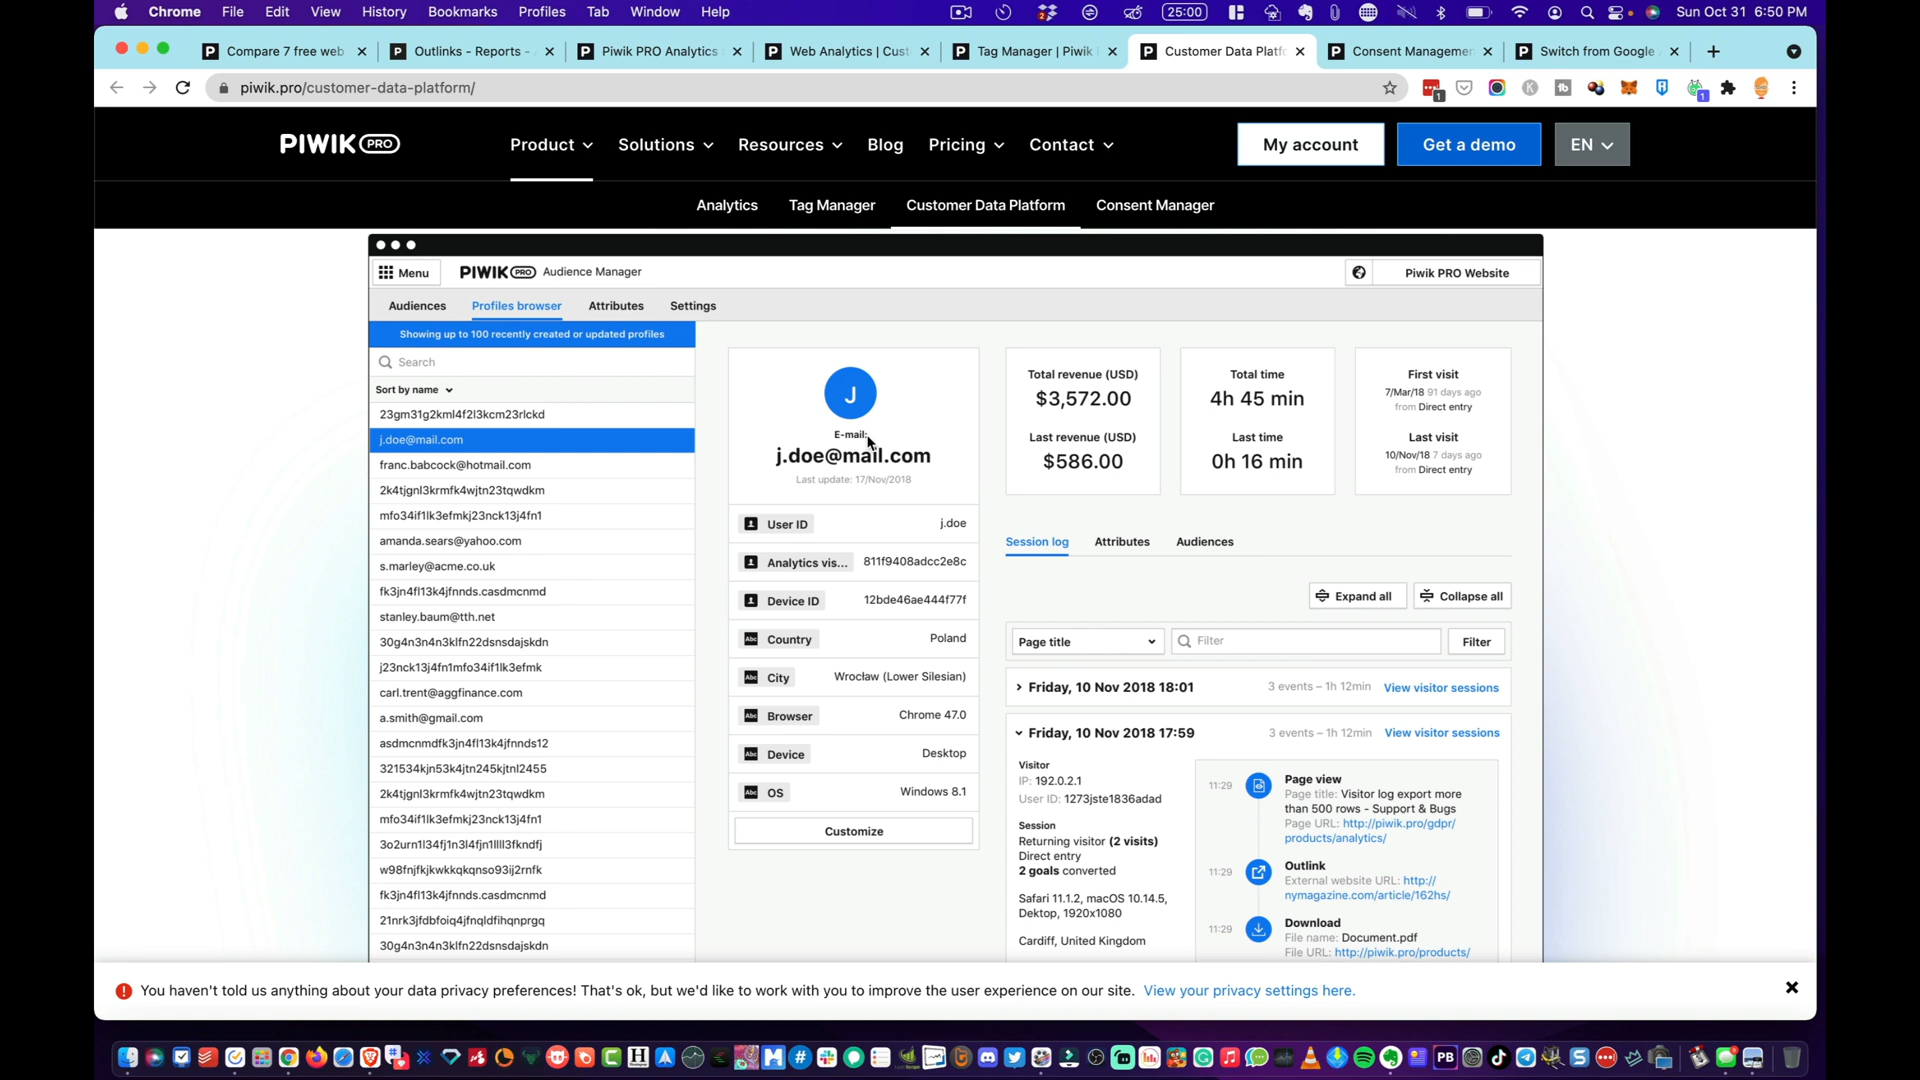 Chrome File Edit View History Bookmarks Profiles Tab Window Help 25:00 Sun Oct 31 6:50 PM
Compare 7 free web Outlinks - Reports - Piwik PRO Analytics Web Analytics | Cust Tag Manager | Piwik Customer Data Platf Consent Management Switch from Google
piwik.pro/customer-data-platform/
PIWIK PRO Product Solutions Resources Blog Pricing Contact My account Get a demo EN
Analytics Tag Manager Customer Data Platform Consent Manager
Menu PIWIK PRO Audience Manager Piwik PRO Website
Audiences Profiles browser Attributes Settings
Showing up to 100 recently created or updated profiles
Search
Sort by name
23gm31g2kml4f2l3kcm23rlckd
j.doe@mail.com
franc.babcock@hotmail.com
2k4tjgnl3krmfk4wjtn23tqwdkm
mfo34if1lk3efmkj23nck13j4fn1
amanda.sears@yahoo.com
s.marley@acme.co.uk
fk3jn4fl13k4jfnnds.casdmcnmd
stanley.baum@tth.net
30g4n3n4n3klfn22dsnsdajskdn
j23nck13j4fn1mfo34if1lk3efmk
carl.trent@aggfinance.com
a.smith@gmail.com
asdmcnmdfk3jn4fl13k4jfnnds12
321534kjn53k4jtn245kjtnl2455
2k4tjgnl3krmfk4wjtn23tqwdkm
mfo34if1lk3efmkj23nck13j4fn1
3o2urn1l34fj1n3l4fjn1llll3fkndfj
w98fnjfkjkwkkqkqnso93ij2rnfk
fk3jn4fl13k4jfnnds.casdmcnmd
21nrk3jfdbfoiq4jfnqldfihqnprgq
30g4n3n4n3klfn22dsnsdajskdn
J
E-mail:
j.doe@mail.com
Last update: 17/Nov/2018
User ID j.doe
Analytics vis... 811f9408adcc2e8c
Device ID 12bde46ae444f77f
Country Poland
City Wrocław (Lower Silesian)
Browser Chrome 47.0
Device Desktop
OS Windows 8.1
Customize
Total revenue (USD)
$3,572.00
Last revenue (USD)
$586.00
Total time
4h 45 min
Last time
0h 16 min
First visit
7/Mar/18 91 days ago
from Direct entry
Last visit
10/Nov/18 7 days ago
from Direct entry
Session log Attributes Audiences
Expand all Collapse all
Page title Filter Filter
Friday, 10 Nov 2018 18:01 3 events – 1h 12min View visitor sessions
Friday, 10 Nov 2018 17:59 3 events – 1h 12min View visitor sessions
Visitor
IP: 192.0.2.1
User ID: 1273jste1836adad
Session
Returning visitor (2 visits)
Direct entry
2 goals converted
Safari 11.1.2, macOS 10.14.5,
Dektop, 1920x1080
Cardiff, United Kingdom
11:29 Page view
Page title: Visitor log export more
than 500 rows - Support & Bugs
Page URL: http://piwik.pro/gdpr/
products/analytics/
11:29 Outlink
External website URL: http://
nymagazine.com/article/162hs/
11:29 Download
File name: Document.pdf
File URL: http://piwik.pro/products/
You haven't told us anything about your data privacy preferences! That's ok, but we'd like to work with you to improve the user experience on our site. View your privacy settings here.